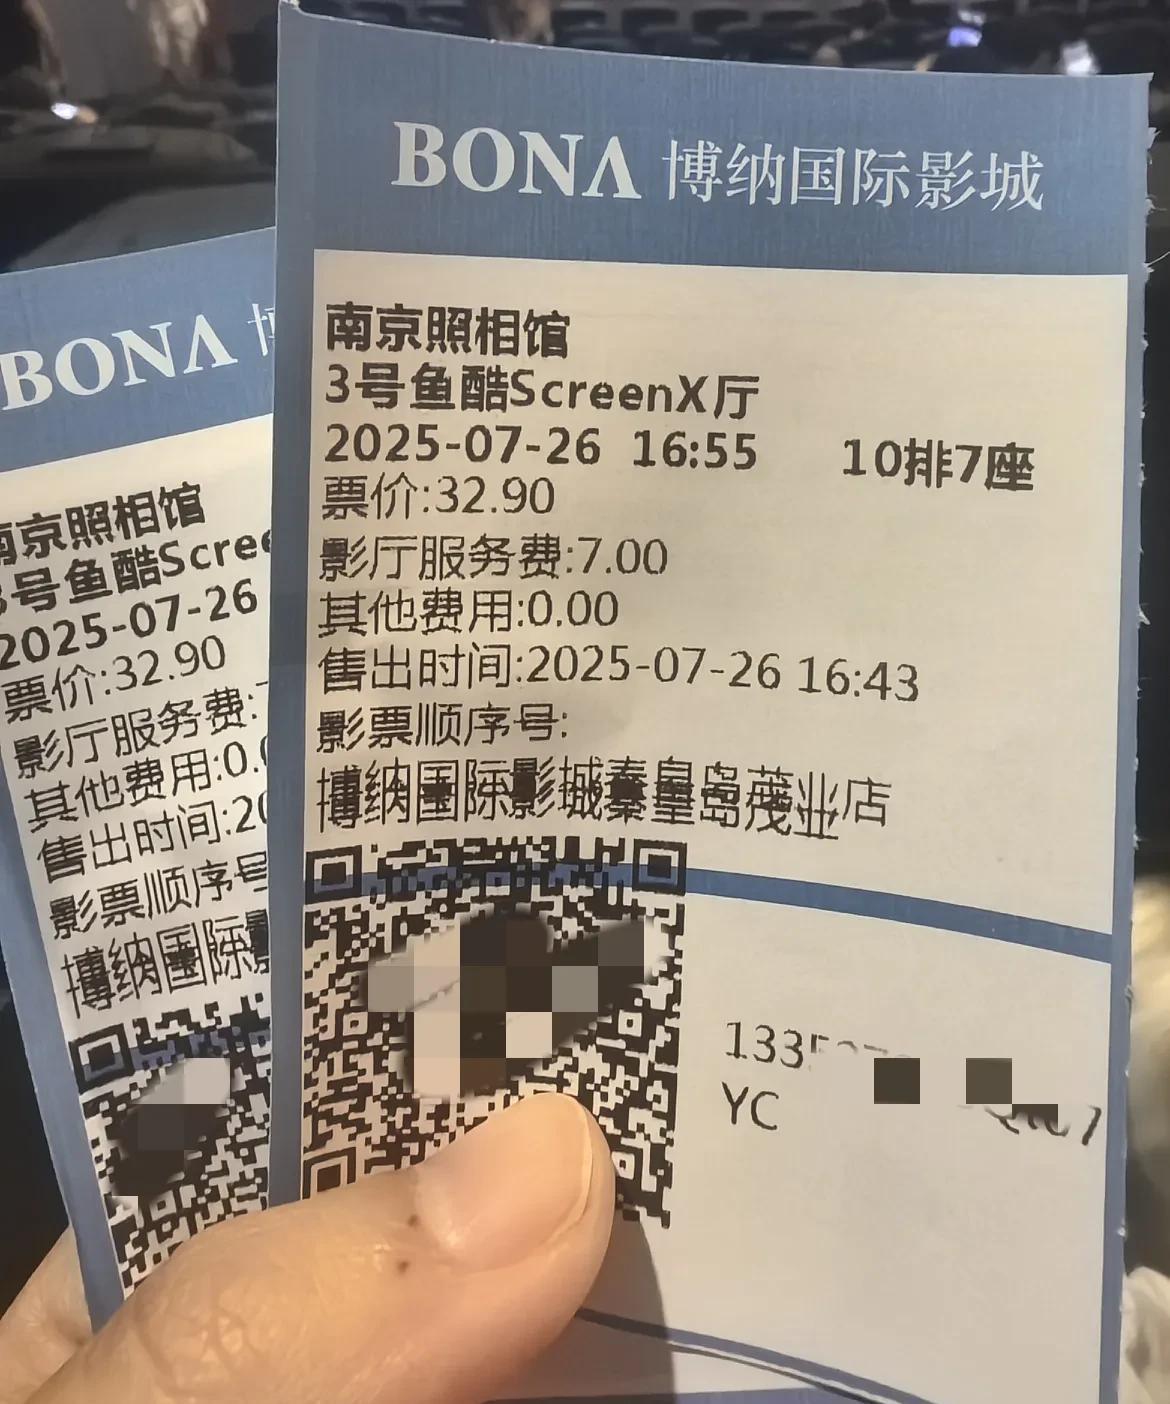 BONA 博纳国际影城
南京照相馆
3号鱼酷ScreenX厅
2025-07-26 16:55 10排7座
票价:32.90
影厅服务费:7.00
其他费用:0.00
售出时间:2025-07-26 16:43
影票顺序号:
博纳国际影城秦皇岛茂业店
133
YC
BONA 博
南京照相馆
3号鱼酷Scree
2025-07-26
票价:32.90
影厅服务费:
其他费用:0.0
售出时间:20
影票顺序号
博纳国际影